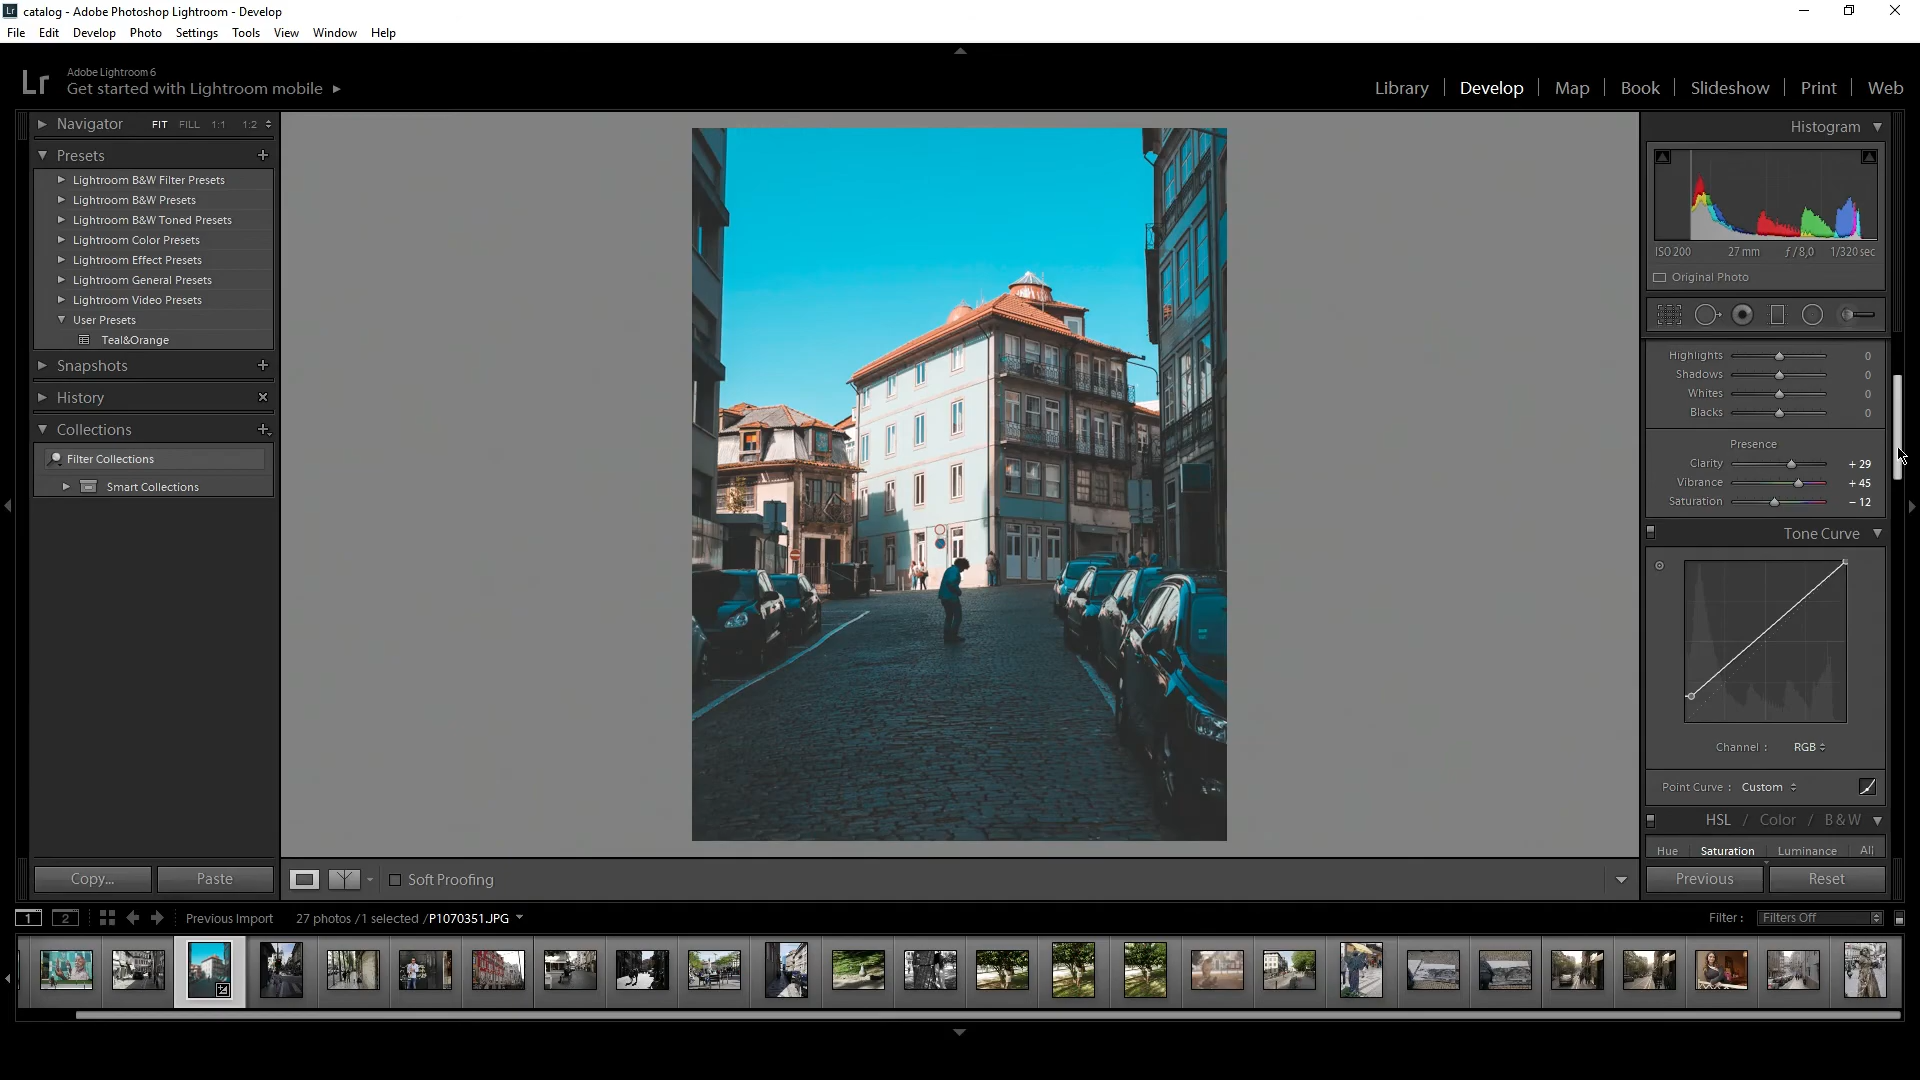 Lr catalog - Adobe Photoshop Lightroom - Develop
File Edit Develop Photo Settings Tools View Window Help
Lr
Adobe Lightroom 6
Get started with Lightroom mobile
Library Develop Map Book Slideshow Print Web
Navigator FIT FILL 1:1 1:2
Presets
Lightroom B&W Filter Presets
Lightroom B&W Presets
Lightroom B&W Toned Presets
Lightroom Color Presets
Lightroom Effect Presets
Lightroom General Presets
Lightroom Video Presets
User Presets
Teal&Orange
Snapshots
History
Collections
Filter Collections
Smart Collections
Copy... Paste
Histogram
ISO 200 27 mm f / 8,0 1/320 sec
Original Photo
Highlights 0
Shadows 0
Whites 0
Blacks 0
Presence
Clarity + 29
Vibrance + 45
Saturation - 12
Tone Curve
Channel : RGB
Point Curve : Custom
HSL / Color / B & W
Hue Saturation Luminance All
Previous Reset
Soft Proofing
1 2 Previous Import 27 photos /1 selected /P1070351.JPG
Filter : Filters Off